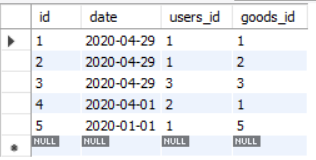 id date users_id goods_id
1 2020-04-29 1 1
2 2020-04-29 1 2
3 2020-04-29 3 3
4 2020-04-01 2 1
5 2020-01-01 1 5
NULL NULL NULL NULL